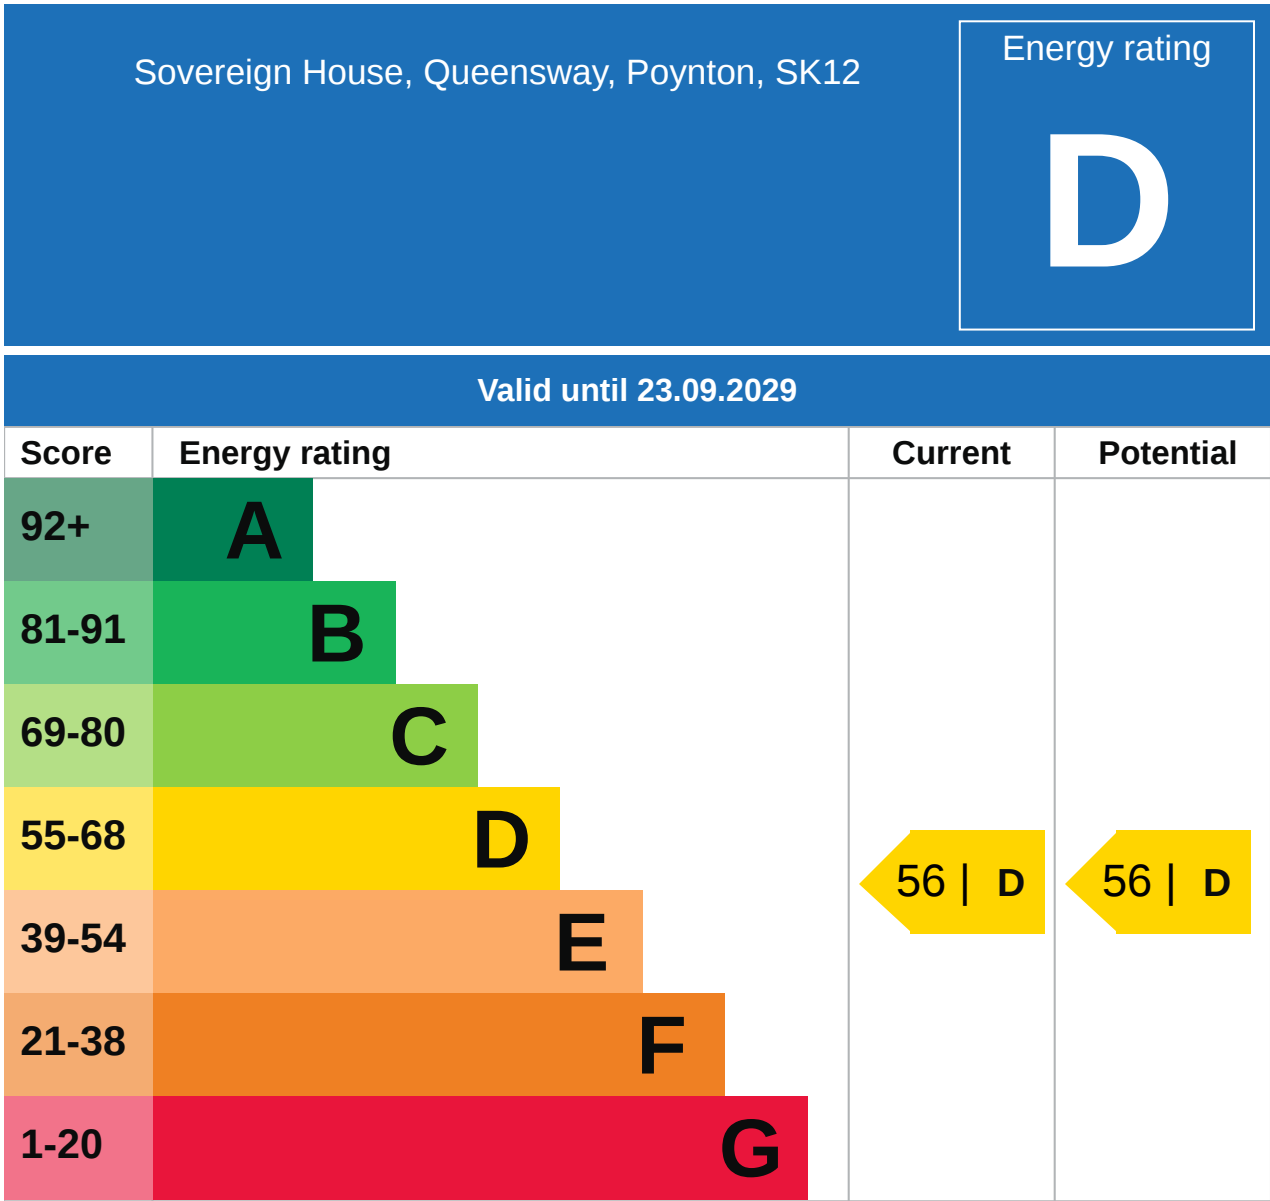 Sovereign House, Queensway, Poynton, SK12
Energy rating
D
Valid until 23.09.2029
Score Energy rating Current Potential
92+ A
81-91 B
69-80 C
55-68 D
56 | D 56 | D
39-54 E
21-38 F
1-20 G